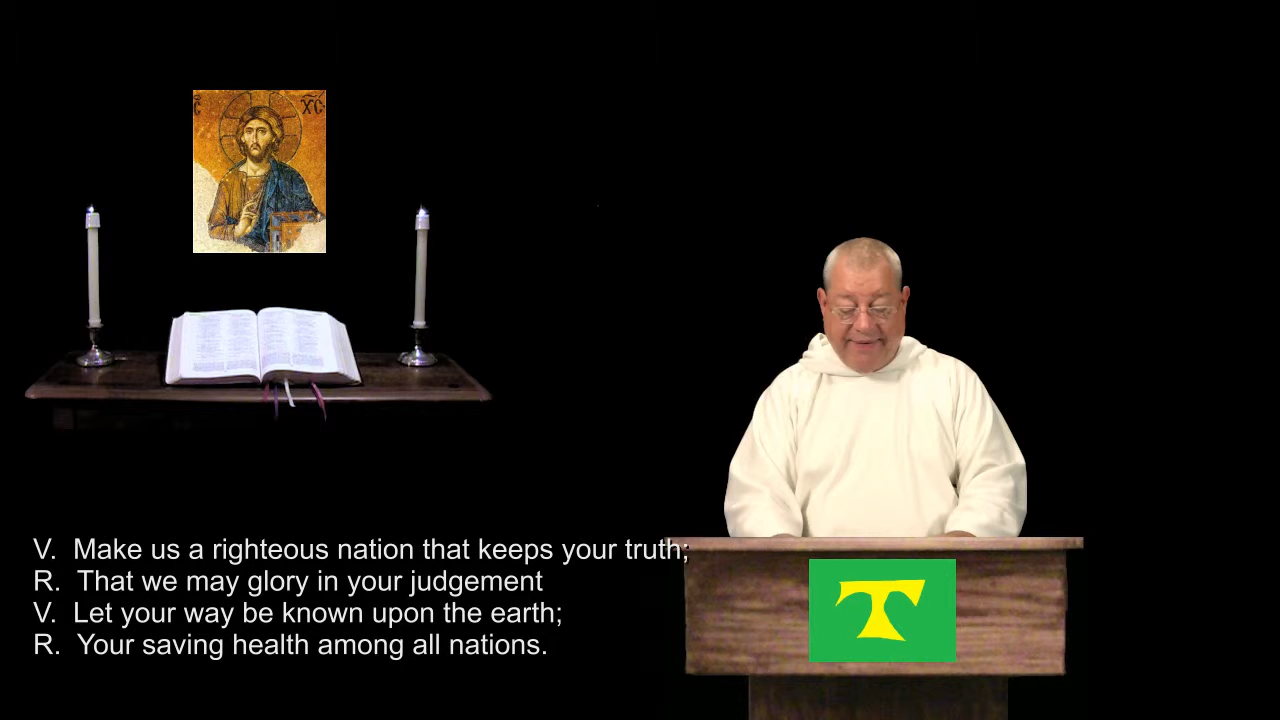 XC
V. Make us a righteous nation that keeps your truth;
R. That we may glory in your judgement
V. Let your way be known upon the earth;
R. Your saving health among all nations.